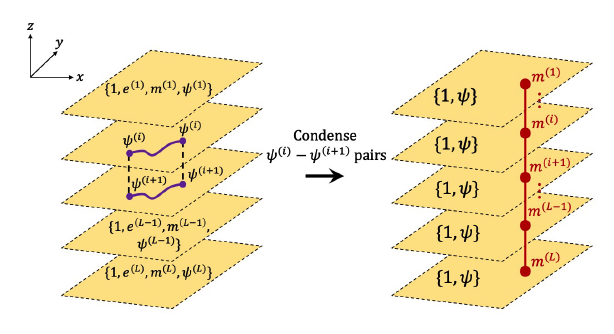 z
y
x
{1, e^(1), m^(1), ψ^(1)}
ψ^(i)
ψ^(i)
ψ^(i+1)
ψ^(i+1)
{1, e^(L−1), m^(L−1),
ψ^(L−1)}
{1, e^(L), m^(L), ψ^(L)}
Condense
ψ^(i) − ψ^(i+1) pairs
{1, ψ}
m^(1)
⋮
{1, ψ}
m^(i)
{1, ψ}
m^(i+1)
⋮
{1, ψ}
m^(L−1)
{1, ψ}
m^(L)